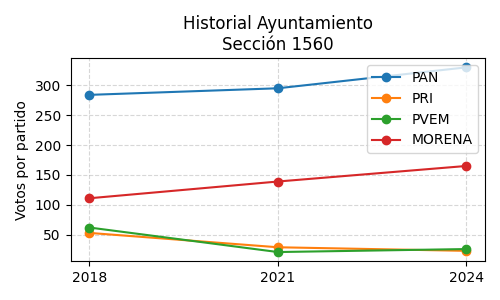 Historial Ayuntamiento
Sección 1560
Votos por partido
300
250
200
150
100
50
2018
2021
2024
PAN
PRI
PVEM
MORENA